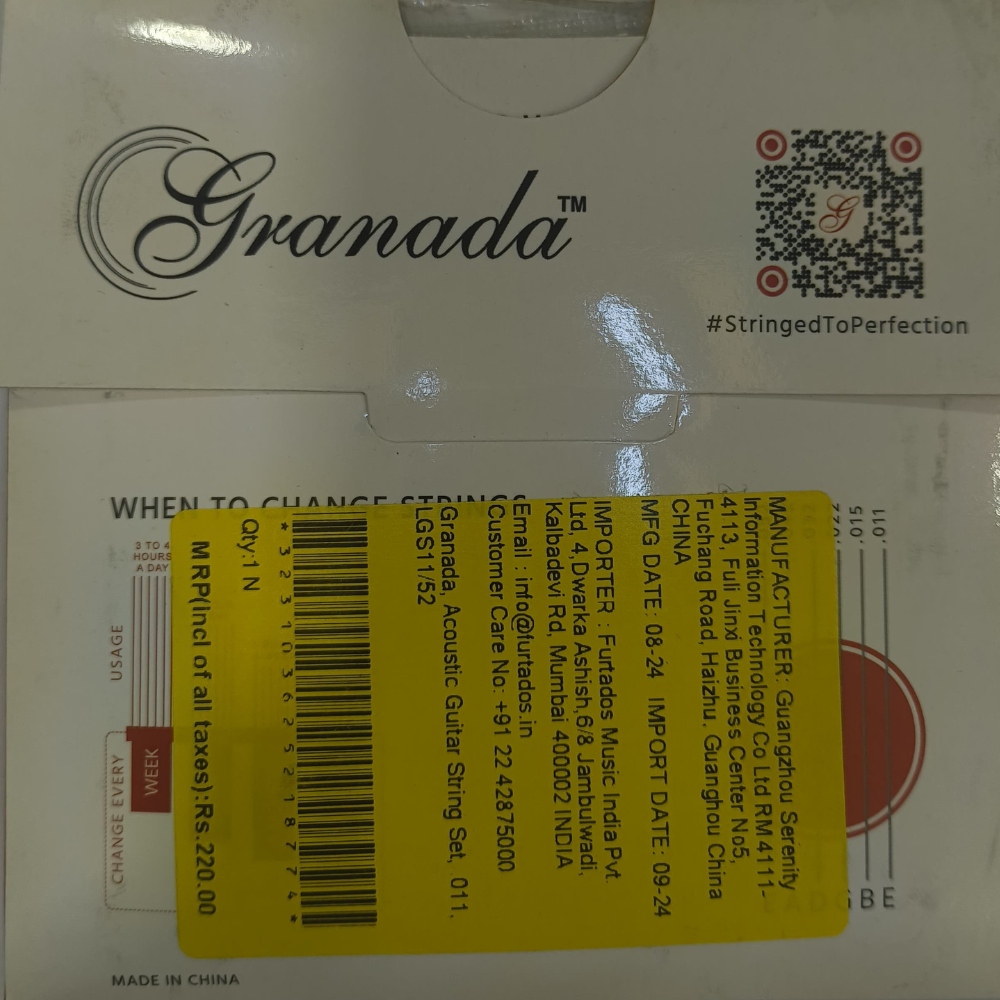 Granada™
#StringedToPerfection
WHEN TO CHANGE STRINGS
3 TO 4
HOURS
A DAY
USAGE
CHANGE EVERY
WEEK
MANUFACTURER: Guangzhou Serenity
Information Technology Co Ltd RM 4111-
4113, Fuli Jinxi Business Center No5,
Fuchang Road, Haizhu, Guanghou China
CHINA
MFG DATE: 08-24 IMPORT DATE: 09-24
IMPORTER : Furtados Music India Pvt.
Ltd, 4,Dwarka Ashish,6/8 Jambulwadi,
Kalbadevi Rd, Mumbai 400002 INDIA
Email : info@furtados.in
Customer Care No: +91 22 42875000
Granada, Acoustic Guitar String Set, 011,
LGS11/52
*3231036252187774*
Qty:1 N
MRP(incl of all taxes):Rs.220.00
.011
.015
E A D G B E
MADE IN CHINA